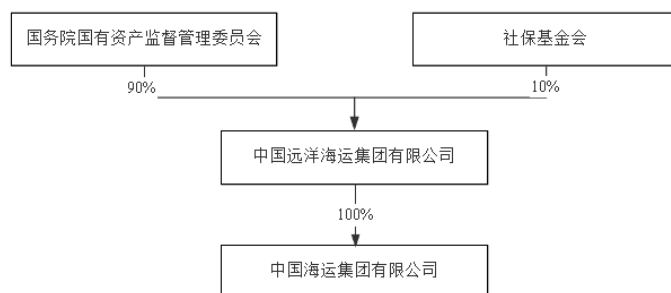 国务院国有资产监督管理委员会
社保基金会
90%
10%
中国远洋海运集团有限公司
100%
中国海运集团有限公司